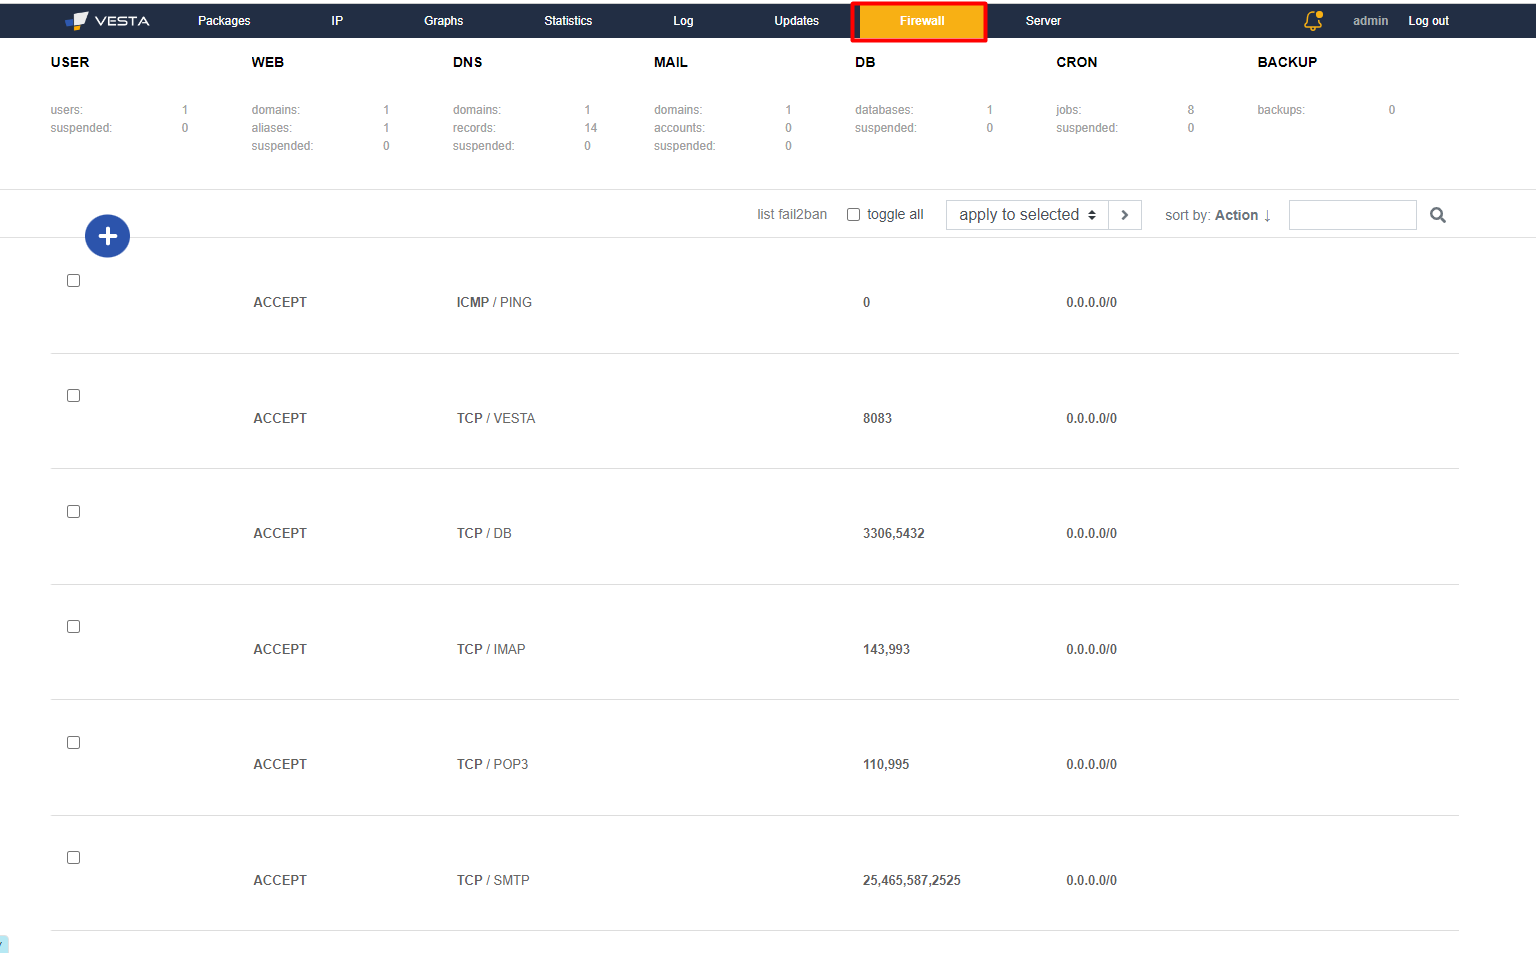 VESTA Packages IP Graphs Statistics Log Updates Firewall Server admin Log out
USER WEB DNS MAIL DB CRON BACKUP
users: 1 domains: 1 domains: 1 domains: 1 databases: 1 jobs: 8 backups: 0
suspended: 0 aliases: 1 records: 14 accounts: 0 suspended: 0 suspended: 0
suspended: 0 suspended: 0 suspended: 0
list fail2ban toggle all apply to selected sort by: Action ↓
ACCEPT ICMP / PING 0 0.0.0.0/0
ACCEPT TCP / VESTA 8083 0.0.0.0/0
ACCEPT TCP / DB 3306,5432 0.0.0.0/0
ACCEPT TCP / IMAP 143,993 0.0.0.0/0
ACCEPT TCP / POP3 110,995 0.0.0.0/0
ACCEPT TCP / SMTP 25,465,587,2525 0.0.0.0/0